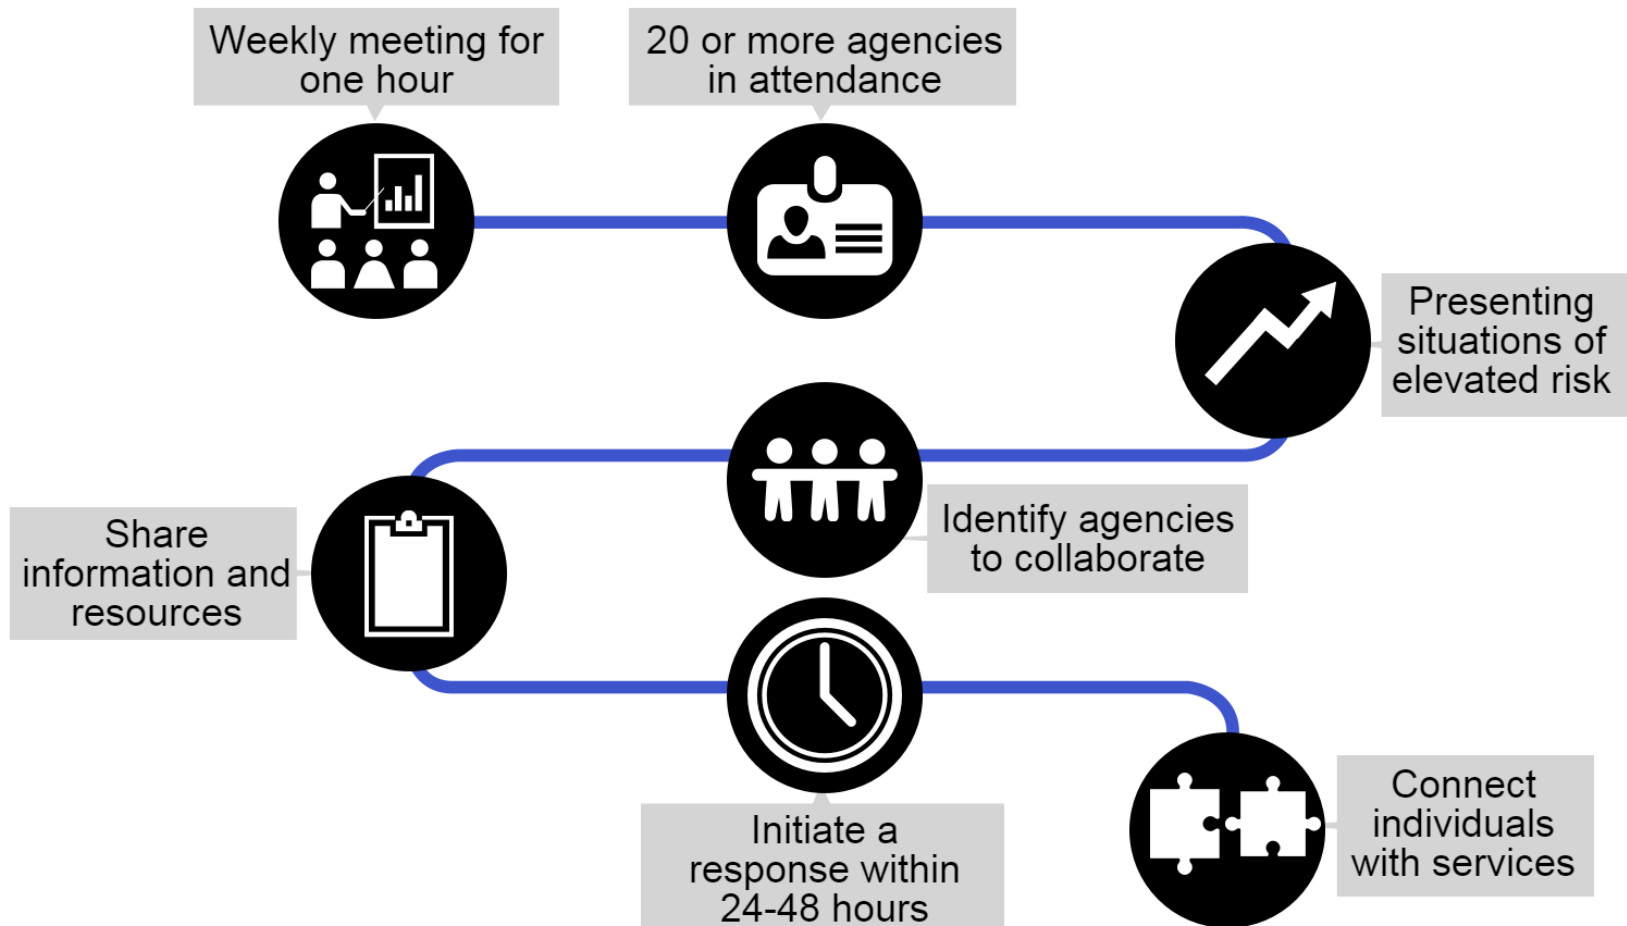 Weekly meeting for
one hour
20 or more agencies
in attendance
Presenting
situations of
elevated risk
Identify agencies
to collaborate
Share
information and
resources
Initiate a
response within
24-48 hours
Connect
individuals
with services